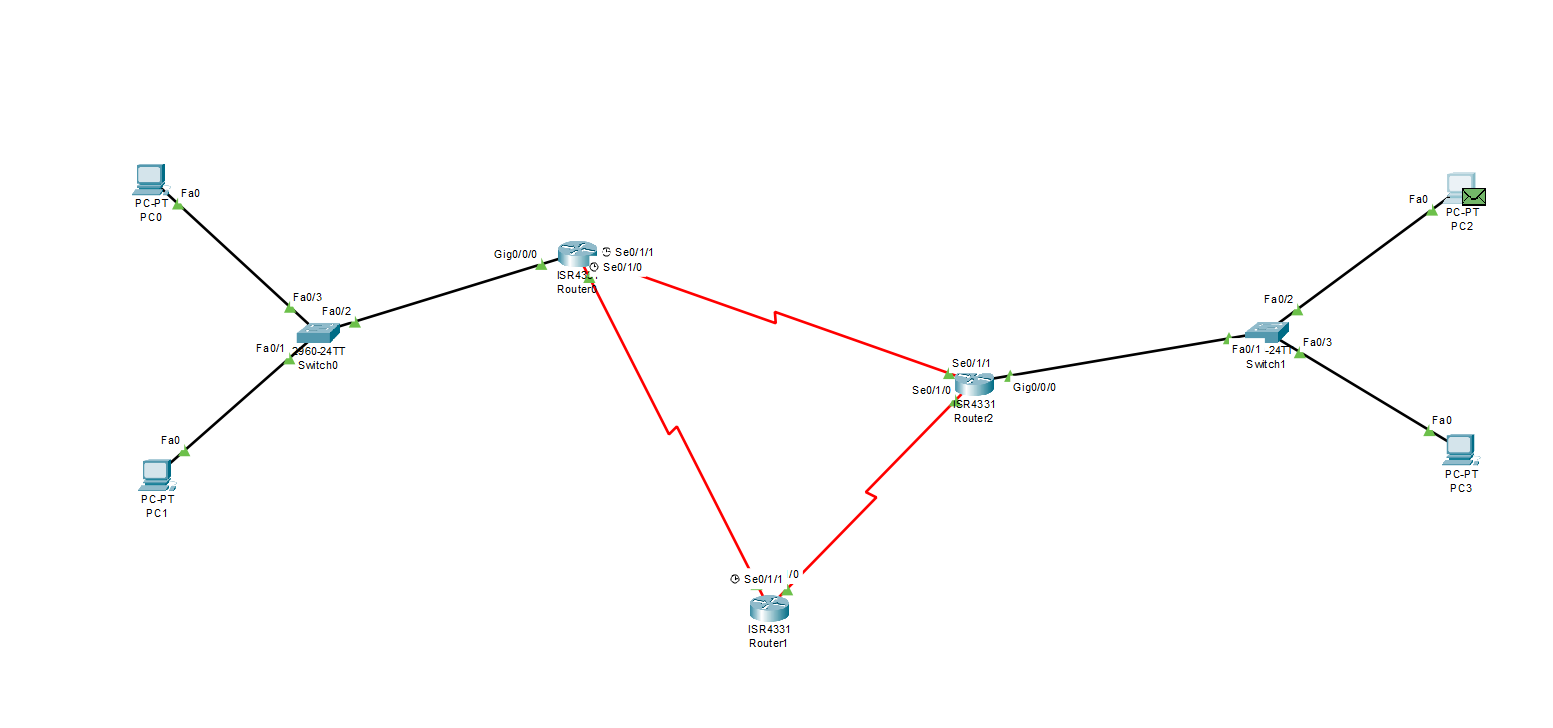 Fa0
PC-PT
PC0
Fa0/3
Fa0/2
Fa0/1
2960-24TT
Switch0
Fa0
PC-PT
PC1
Gig0/0/0
Se0/1/1
Se0/1/0
Router0
Se0/1/1
Se0/1/0
Gig0/0/0
ISR4331
Router2
Se0/1/1
/0
ISR4331
Router1
Fa0/2
Fa0/1
-24TT
Fa0/3
Switch1
Fa0
PC-PT
PC2
Fa0
PC-PT
PC3